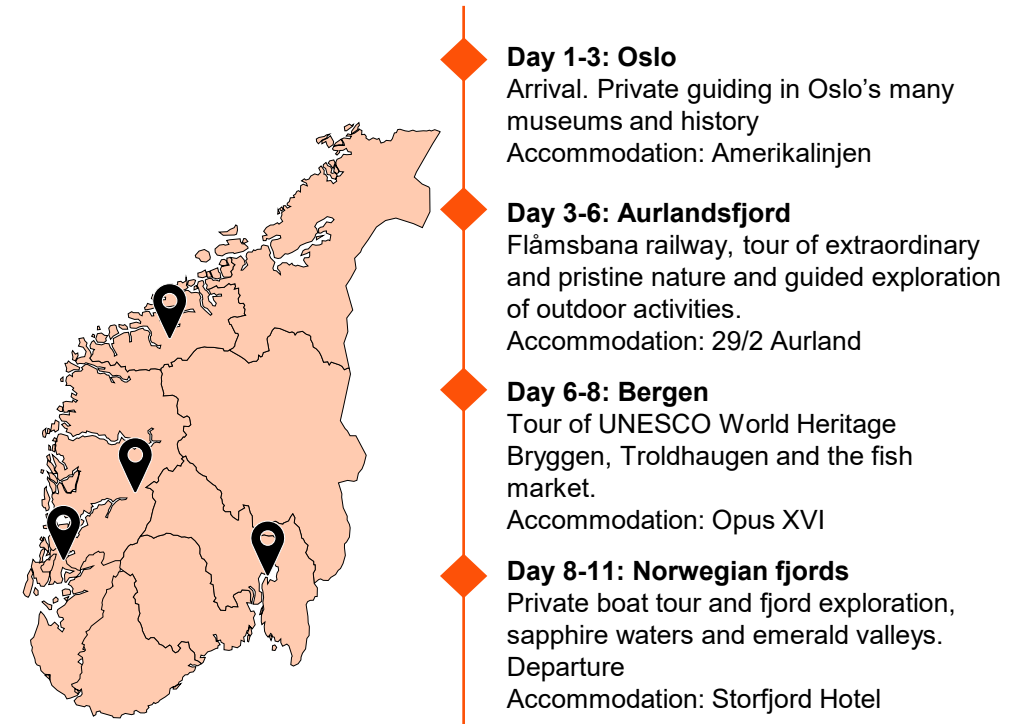 Day 1-3: Oslo
Arrival. Private guiding in Oslo’s many
museums and history
Accommodation: Amerikalinjen
Day 3-6: Aurlandsfjord
Flåmsbana railway, tour of extraordinary
and pristine nature and guided exploration
of outdoor activities.
Accommodation: 29/2 Aurland
Day 6-8: Bergen
Tour of UNESCO World Heritage
Bryggen, Troldhaugen and the fish
market.
Accommodation: Opus XVI
Day 8-11: Norwegian fjords
Private boat tour and fjord exploration,
sapphire waters and emerald valleys.
Departure
Accommodation: Storfjord Hotel